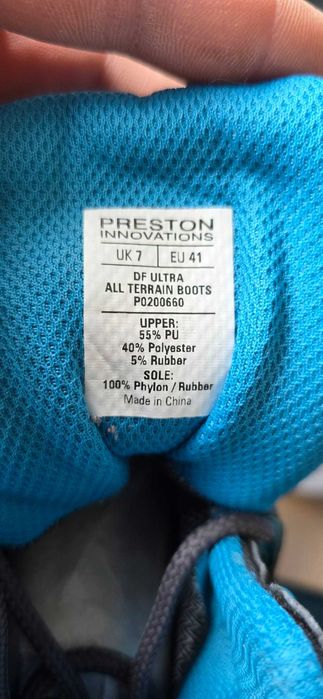 PRESTON
INNOVATIONS
UK 7 EU 41
DF ULTRA
ALL TERRAIN BOOTS
P0200660
UPPER:
55% PU
40% Polyester
5% Rubber
SOLE:
100% Phylon / Rubber
Made in China